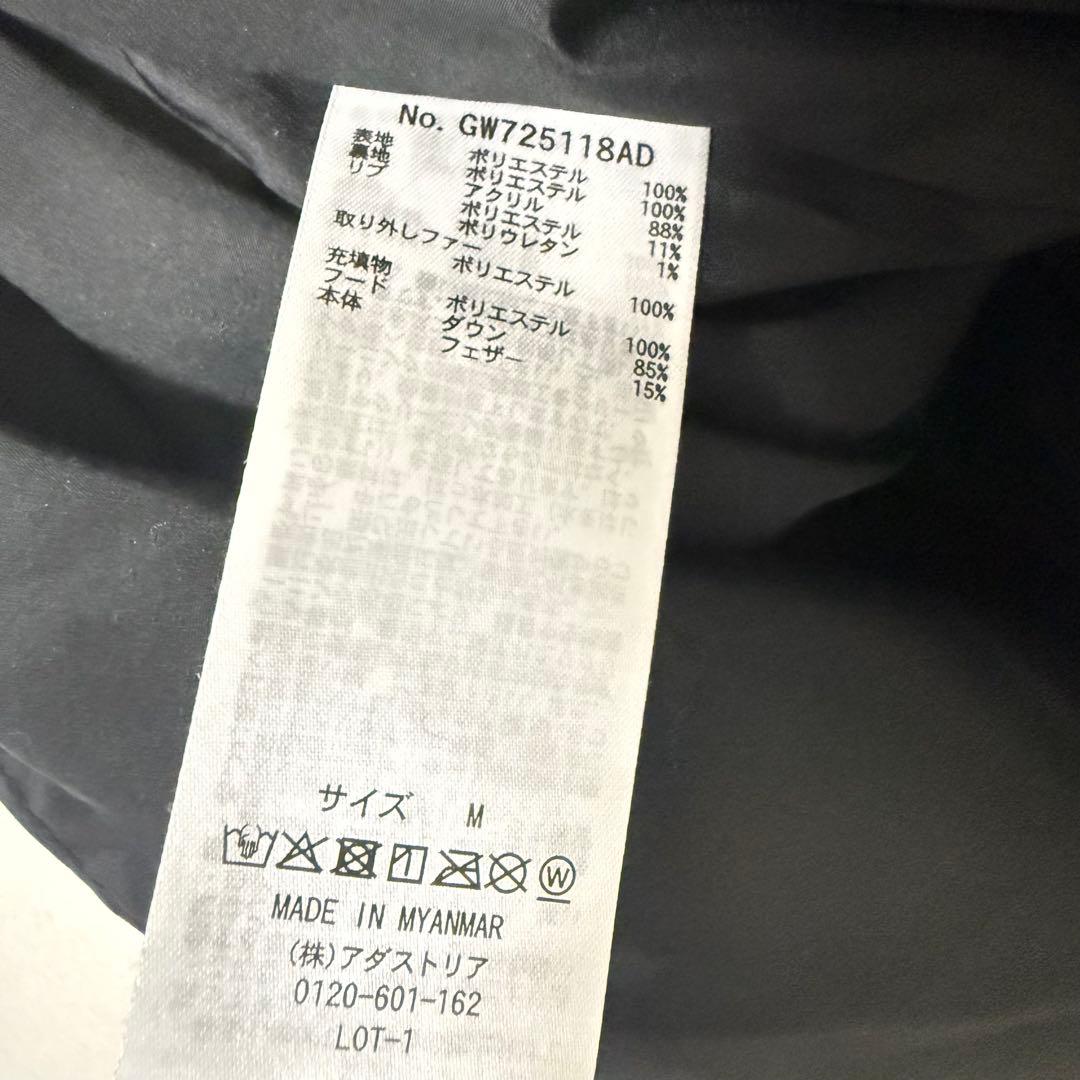 No. GW725118AD
表地 ポリエステル 100%
裏地 ポリエステル 100%
リブ アクリル 88%
ポリエステル 11%
ポリウレタン 1%
取り外しファー
ポリエステル 100%
充填物
フード ポリエステル 100%
本体 ダウン 85%
フェザー 15%
サイズ M
W
MADE IN MYANMAR
(株)アダストリア
0120-601-162
LOT-1